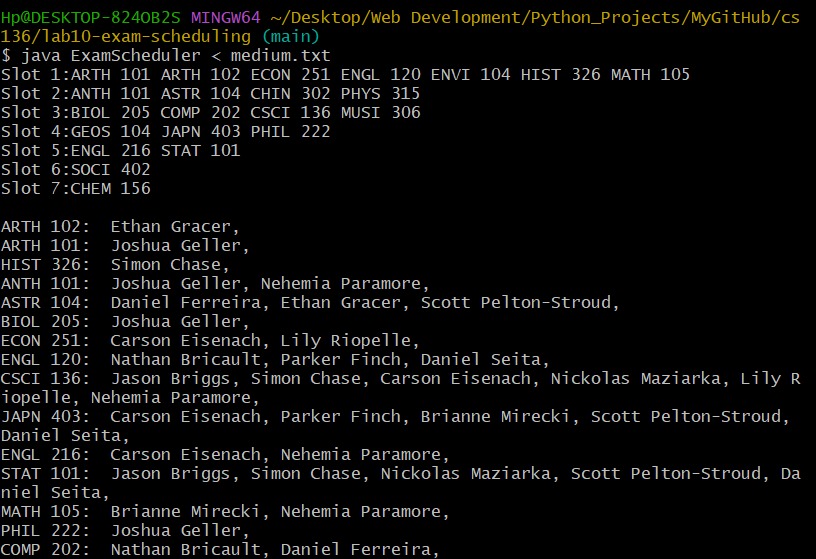 Hp@DESKTOP-824OB2S MINGW64 ~/Desktop/Web Development/Python_Projects/MyGitHub/cs
136/lab10-exam-scheduling (main)
$ java ExamScheduler < medium.txt
Slot 1:ARTH 101 ARTH 102 ECON 251 ENGL 120 ENVI 104 HIST 326 MATH 105
Slot 2:ANTH 101 ASTR 104 CHIN 302 PHYS 315
Slot 3:BIOL 205 COMP 202 CSCI 136 MUSI 306
Slot 4:GEOS 104 JAPN 403 PHIL 222
Slot 5:ENGL 216 STAT 101
Slot 6:SOCI 402
Slot 7:CHEM 156
ARTH 102:  Ethan Gracer,
ARTH 101:  Joshua Geller,
HIST 326:  Simon Chase,
ANTH 101:  Joshua Geller, Nehemia Paramore,
ASTR 104:  Daniel Ferreira, Ethan Gracer, Scott Pelton-Stroud,
BIOL 205:  Joshua Geller,
ECON 251:  Carson Eisenach, Lily Riopelle,
ENGL 120:  Nathan Bricault, Parker Finch, Daniel Seita,
CSCI 136:  Jason Briggs, Simon Chase, Carson Eisenach, Nickolas Maziarka, Lily R
iopelle, Nehemia Paramore,
JAPN 403:  Carson Eisenach, Parker Finch, Brianne Mirecki, Scott Pelton-Stroud,
Daniel Seita,
ENGL 216:  Carson Eisenach, Nehemia Paramore,
STAT 101:  Jason Briggs, Simon Chase, Nickolas Maziarka, Scott Pelton-Stroud, Da
niel Seita,
MATH 105:  Brianne Mirecki, Nehemia Paramore,
PHIL 222:  Joshua Geller,
COMP 202:  Nathan Bricault, Daniel Ferreira,